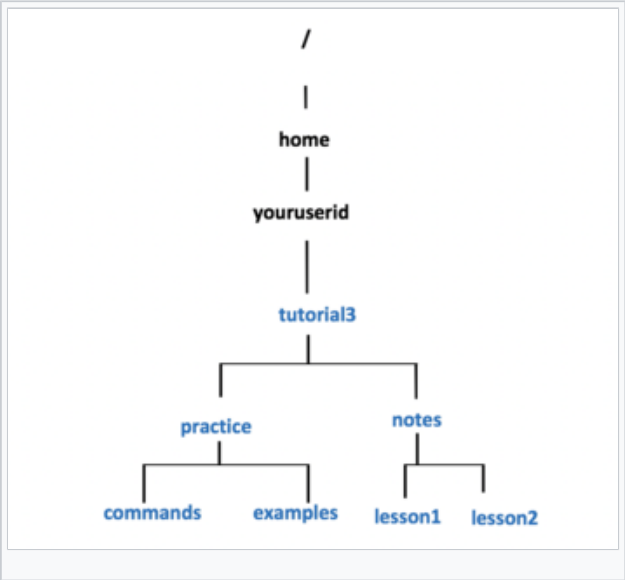 /
home
youruserid
tutorial3
practice notes
commands examples lesson1 lesson2